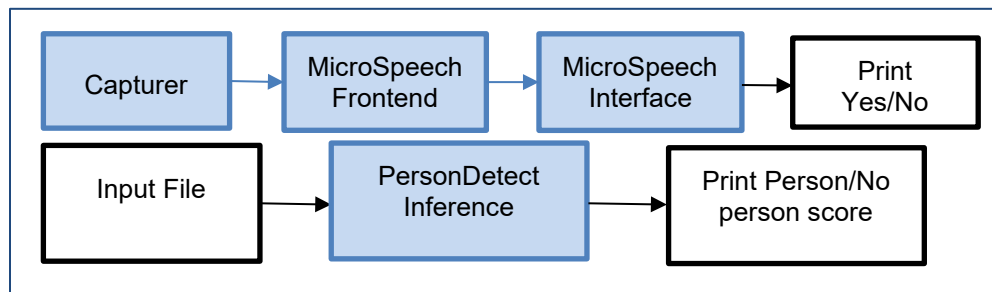 Capturer
MicroSpeech
Frontend
MicroSpeech
Interface
Print
Yes/No
Input File
PersonDetect
Inference
Print Person/No
person score